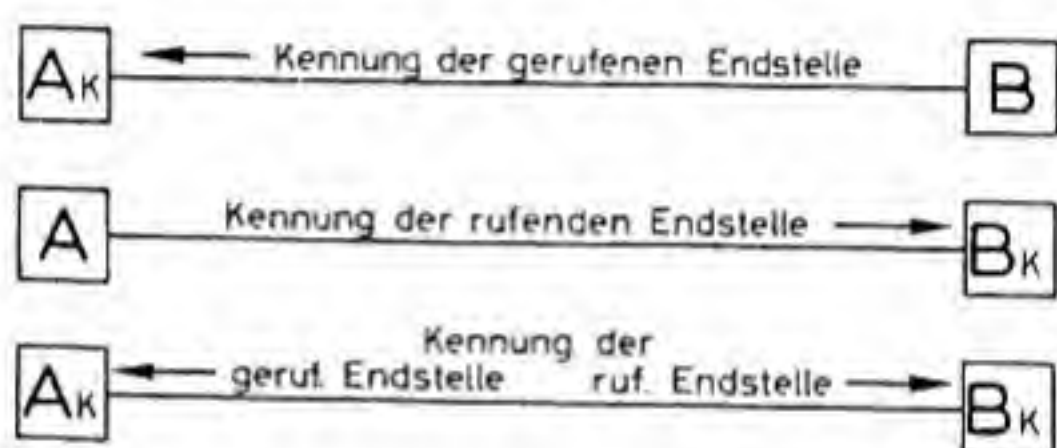 AK ← Kennung der gerufenen Endstelle B
A Kennung der rufenden Endstelle → BK
Kennung der
AK ← geruf. Endstelle ruf. Endstelle → BK